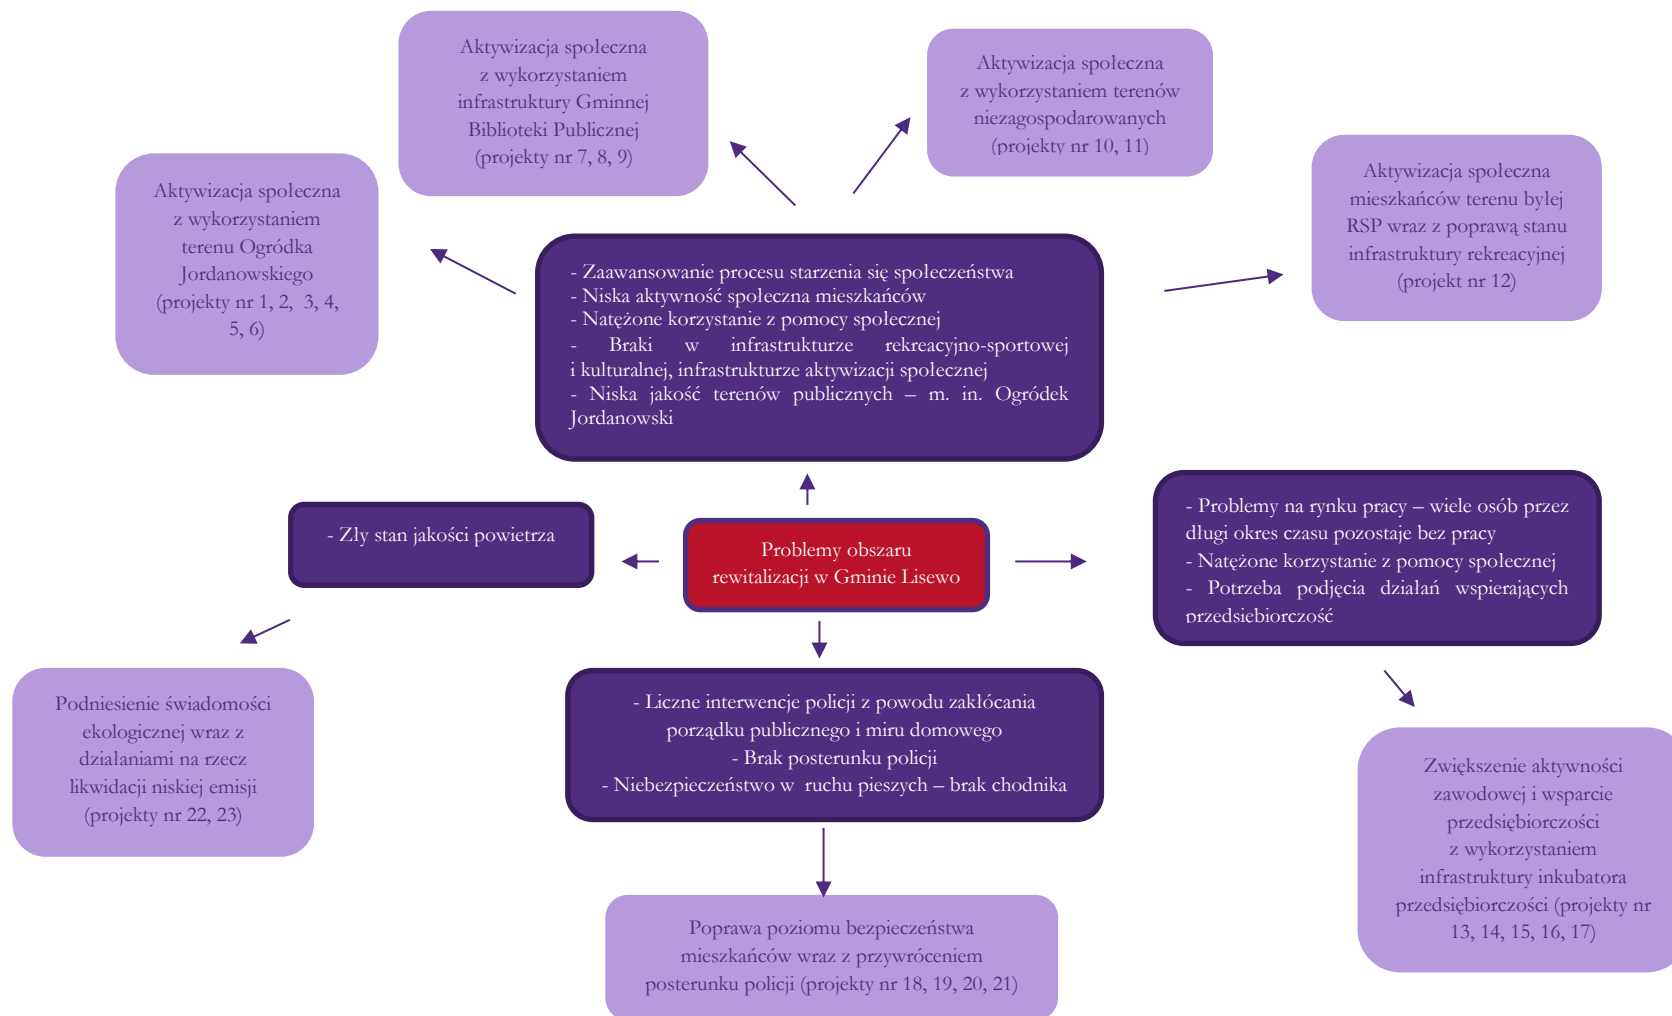 Aktywizacja społeczna
z wykorzystaniem
infrastruktury Gminnej
Biblioteki Publicznej
(projekty nr 7, 8, 9)
Aktywizacja społeczna
z wykorzystaniem terenów
niezagospodarowanych
(projekty nr 10, 11)
Aktywizacja społeczna
z wykorzystaniem
terenu Ogródka
Jordanowskiego
(projekty nr 1, 2, 3, 4,
5, 6)
Aktywizacja społeczna
mieszkańców terenu byłej
RSP wraz z poprawą stanu
infrastruktury rekreacyjnej
(projekt nr 12)
- Zaawansowanie procesu starzenia się społeczeństwa
- Niska aktywność społeczna mieszkańców
- Natężone korzystanie z pomocy społecznej
- Braki w infrastrukturze rekreacyjno-sportowej
i kulturalnej, infrastrukturze aktywizacji społecznej
- Niska jakość terenów publicznych – m. in. Ogródek
Jordanowski
- Zły stan jakości powietrza
Problemy obszaru
rewitalizacji w Gminie Lisewo
- Problemy na rynku pracy – wiele osób przez
długi okres czasu pozostaje bez pracy
- Natężone korzystanie z pomocy społecznej
- Potrzeba podjęcia działań wspierających
przedsiębiorczość
Podniesienie świadomości
ekologicznej wraz z
działaniami na rzecz
likwidacji niskiej emisji
(projekty nr 22, 23)
- Liczne interwencje policji z powodu zakłócania
porządku publicznego i miru domowego
- Brak posterunku policji
- Niebezpieczeństwo w ruchu pieszych – brak chodnika
Zwiększenie aktywności
zawodowej i wsparcie
przedsiębiorczości
z wykorzystaniem
infrastruktury inkubatora
przedsiębiorczości (projekty nr
13, 14, 15, 16, 17)
Poprawa poziomu bezpieczeństwa
mieszkańców wraz z przywróceniem
posterunku policji (projekty nr 18, 19, 20, 21)